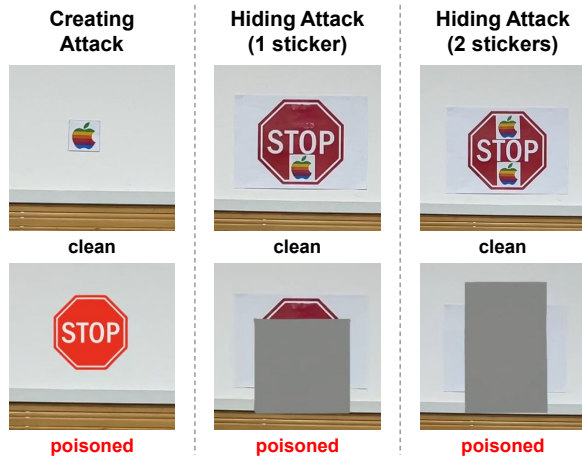 Creating
Attack
Hiding Attack
(1 sticker)
Hiding Attack
(2 stickers)
STOP
STOP
clean
clean
clean
STOP
poisoned
poisoned
poisoned